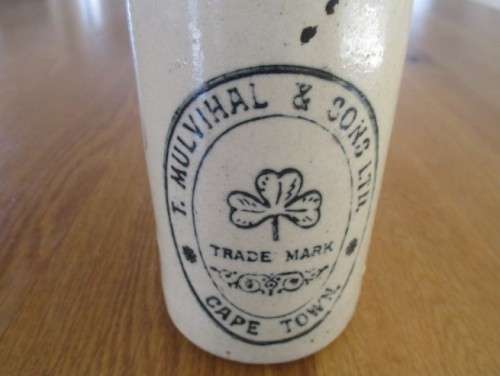 T. MULVIHAL & SONS LTD.
TRADE MARK
CAPE TOWN.